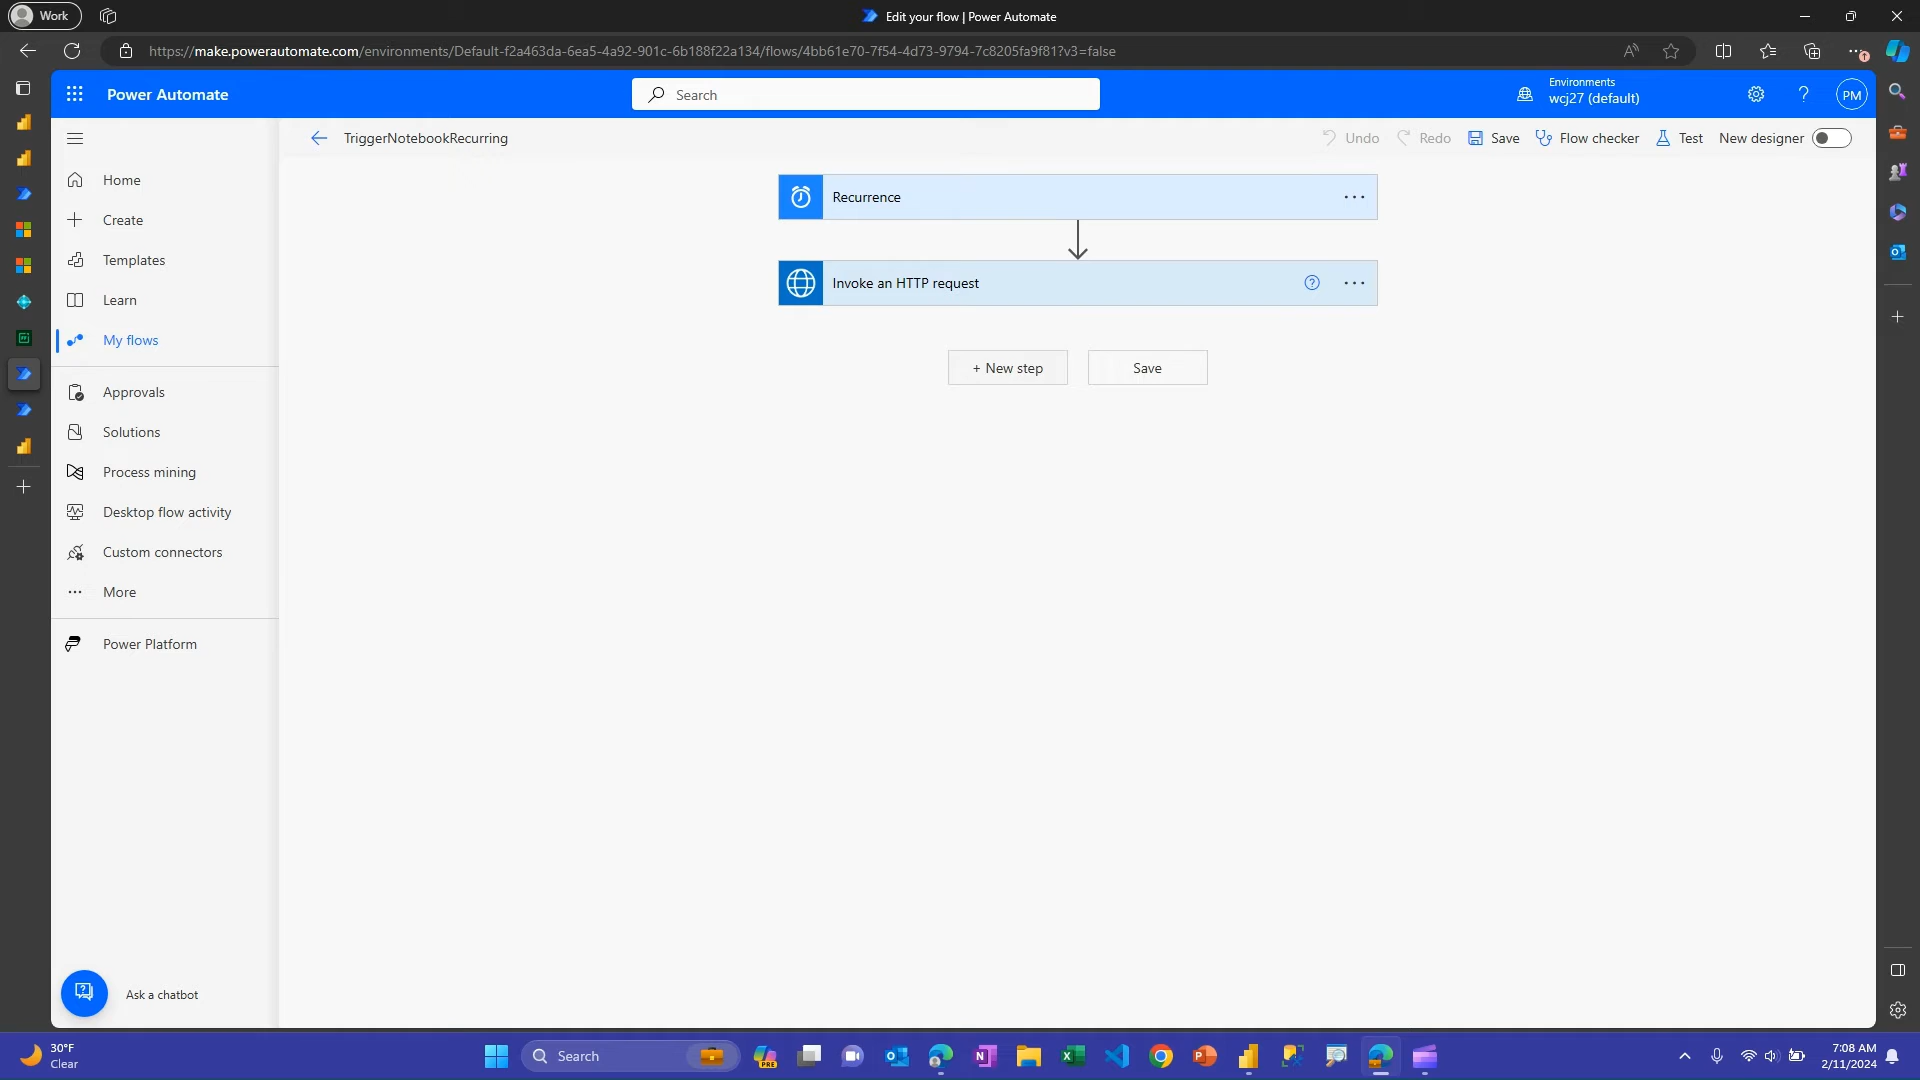 Work
Edit your flow | Power Automate
https://make.powerautomate.com/environments/Default-f2a463da-6ea5-4a92-901c-6b188f22a134/flows/4bb61e70-7f54-4d73-9794-7c8205fa9f81?v3=false
Power Automate
Search
Environments
wcj27 (default)
PM
TriggerNotebookRecurring
Undo
Redo
Save
Flow checker
Test
New designer
Home
Create
Templates
Learn
My flows
Approvals
Solutions
Process mining
Desktop flow activity
Custom connectors
More
Power Platform
Recurrence
Invoke an HTTP request
+ New step
Save
Ask a chatbot
30°F
Clear
Search
PRE
7:08 AM
2/11/2024